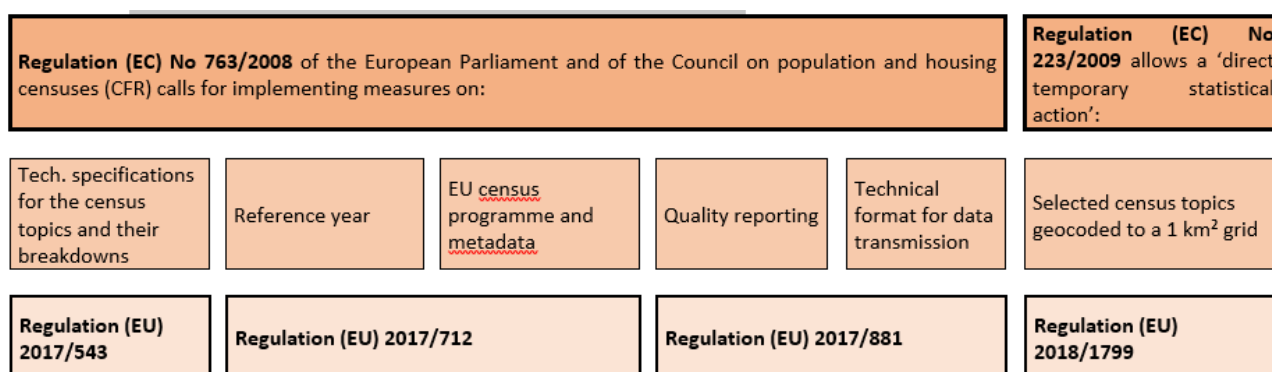 Regulation (EC) No 763/2008 of the European Parliament and of the Council on population and housing
censuses (CFR) calls for implementing measures on:
Regulation (EC) No
223/2009 allows a ‘direct
temporary statistical
action’:
Tech. specifications
for the census
topics and their
breakdowns
Reference year
EU census
programme and
metadata
Quality reporting
Technical
format for data
transmission
Selected census topics
geocoded to a 1 km² grid
Regulation (EU)
2017/543
Regulation (EU) 2017/712
Regulation (EU) 2017/881
Regulation (EU)
2018/1799